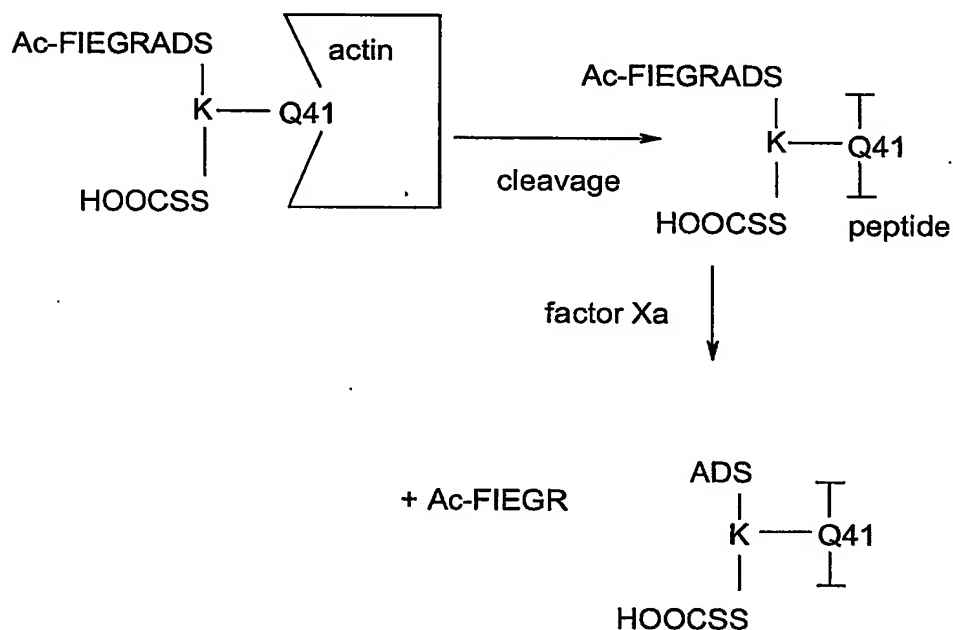 Ac-FIEGRADS
actin
K
Q41
HOOCSS
cleavage
Ac-FIEGRADS
K
Q41
HOOCSS
peptide
factor Xa
+ Ac-FIEGR
ADS
K
Q41
HOOCSS